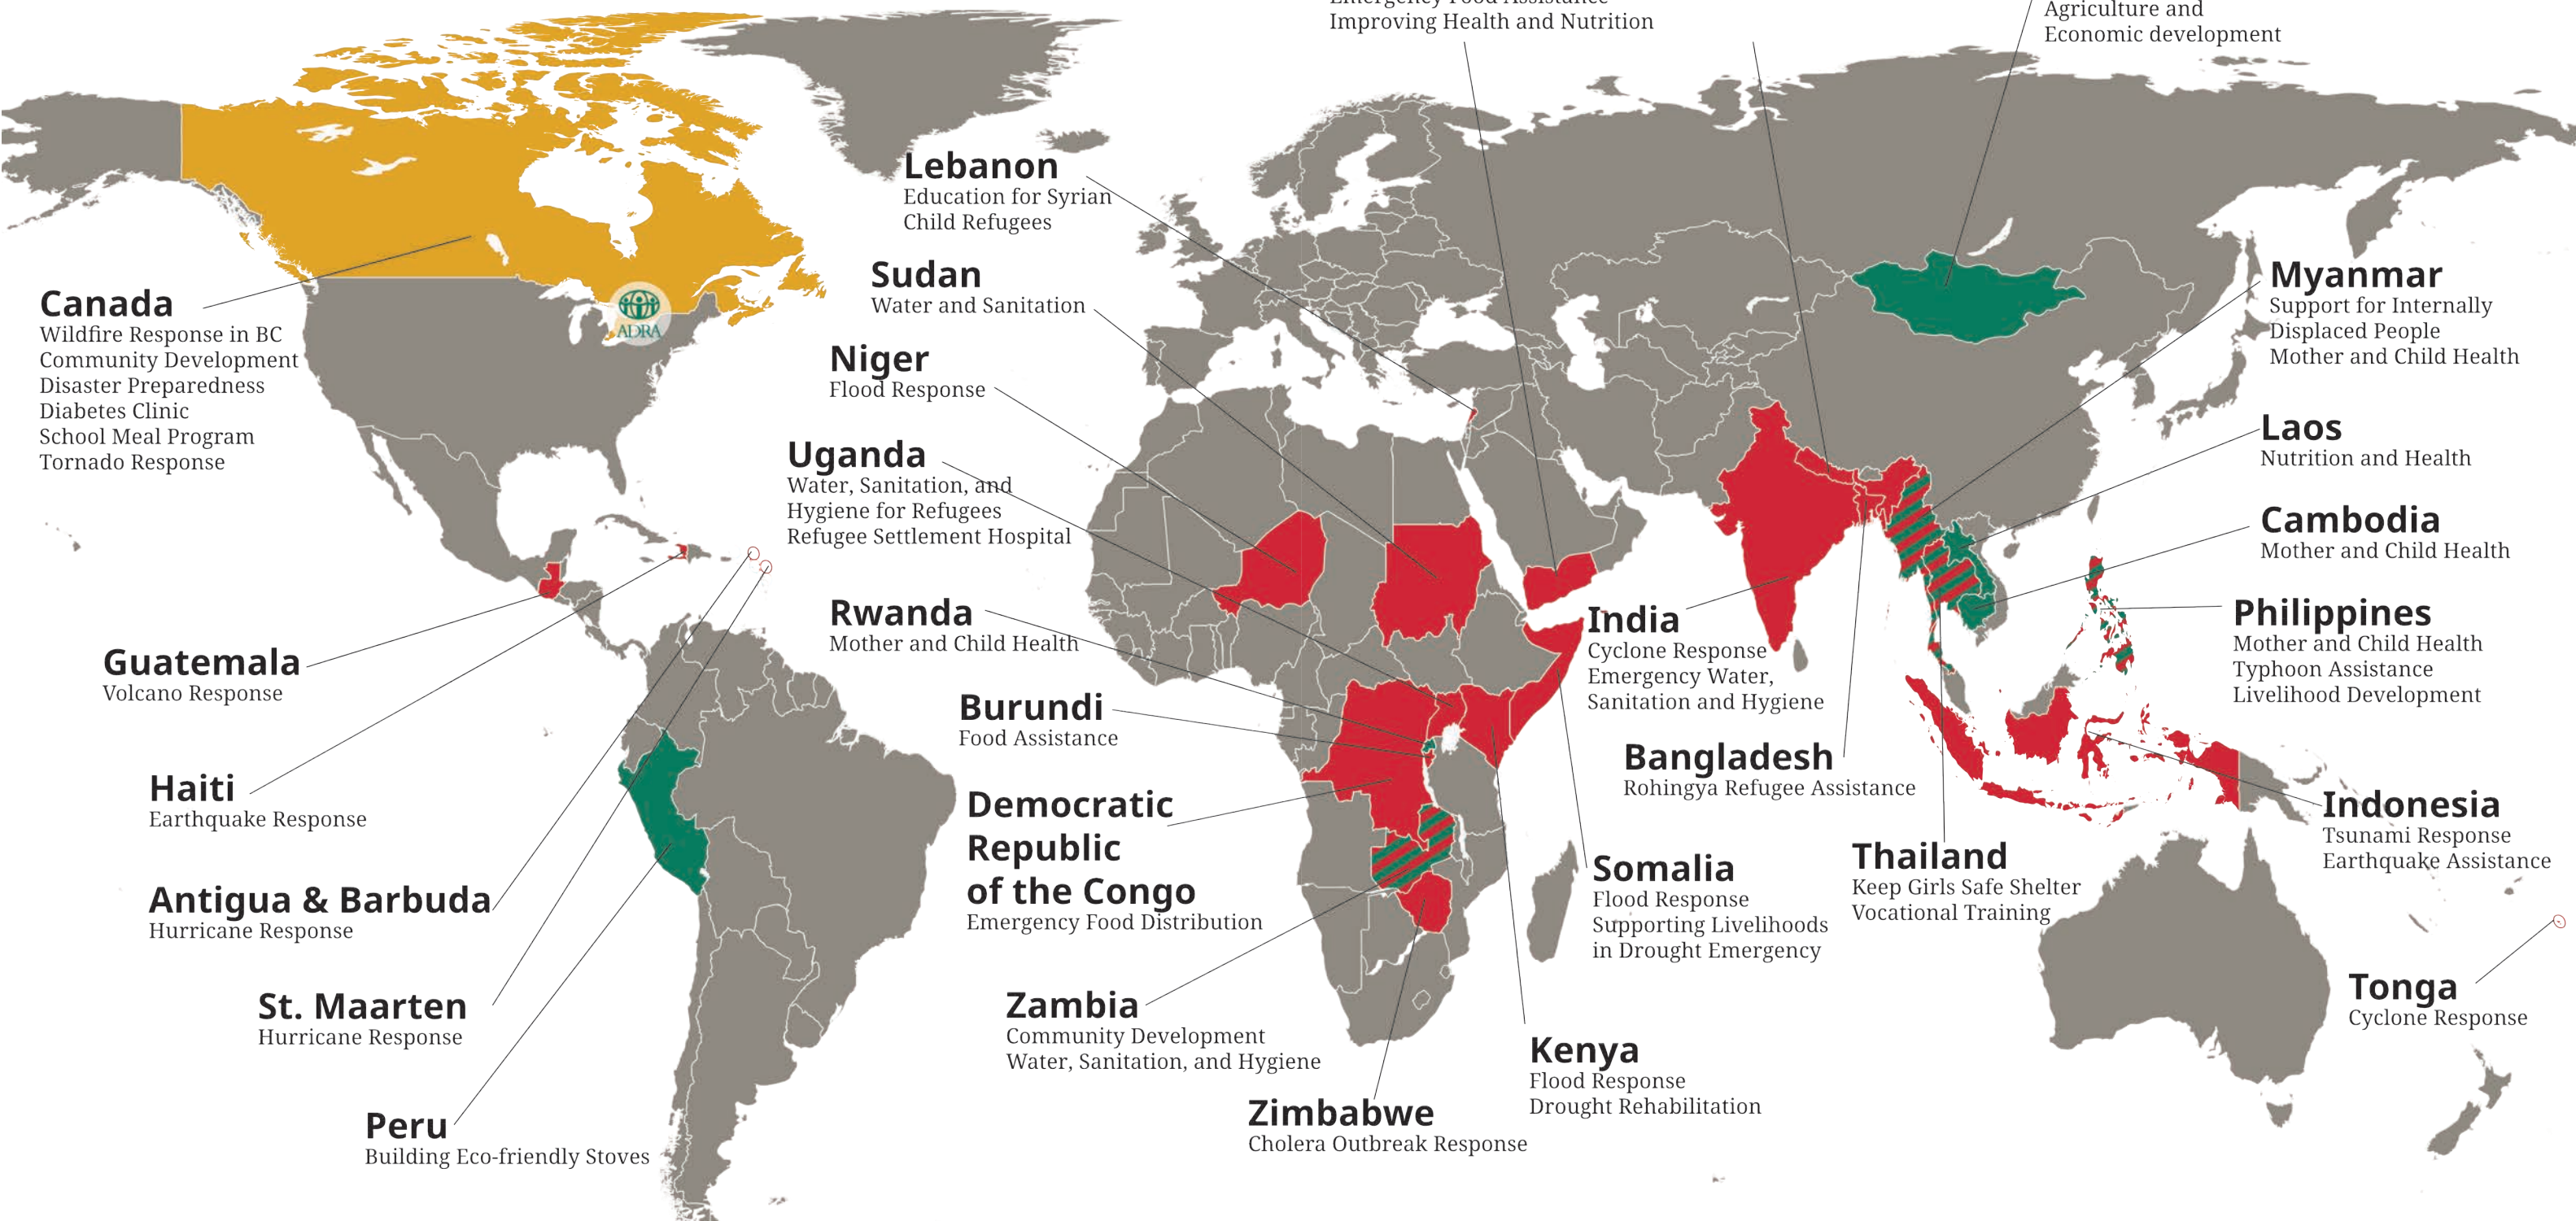 Improving Health and Nutrition
Agriculture and
Economic development
Lebanon
Education for Syrian
Child Refugees
Sudan
Water and Sanitation
Niger
Flood Response
Uganda
Water, Sanitation, and
Hygiene for Refugees
Refugee Settlement Hospital
Rwanda
Mother and Child Health
Burundi
Food Assistance
Democratic
Republic
of the Congo
Emergency Food Distribution
Zambia
Community Development
Water, Sanitation, and Hygiene
Zimbabwe
Cholera Outbreak Response
Kenya
Flood Response
Drought Rehabilitation
Somalia
Flood Response
Supporting Livelihoods
in Drought Emergency
Canada
Wildfire Response in BC
Community Development
Disaster Preparedness
Diabetes Clinic
School Meal Program
Tornado Response
ADRA
Guatemala
Volcano Response
Haiti
Earthquake Response
Antigua & Barbuda
Hurricane Response
St. Maarten
Hurricane Response
Peru
Building Eco-friendly Stoves
India
Cyclone Response
Emergency Water,
Sanitation and Hygiene
Bangladesh
Rohingya Refugee Assistance
Thailand
Keep Girls Safe Shelter
Vocational Training
Myanmar
Support for Internally
Displaced People
Mother and Child Health
Laos
Nutrition and Health
Cambodia
Mother and Child Health
Philippines
Mother and Child Health
Typhoon Assistance
Livelihood Development
Indonesia
Tsunami Response
Earthquake Assistance
Tonga
Cyclone Response